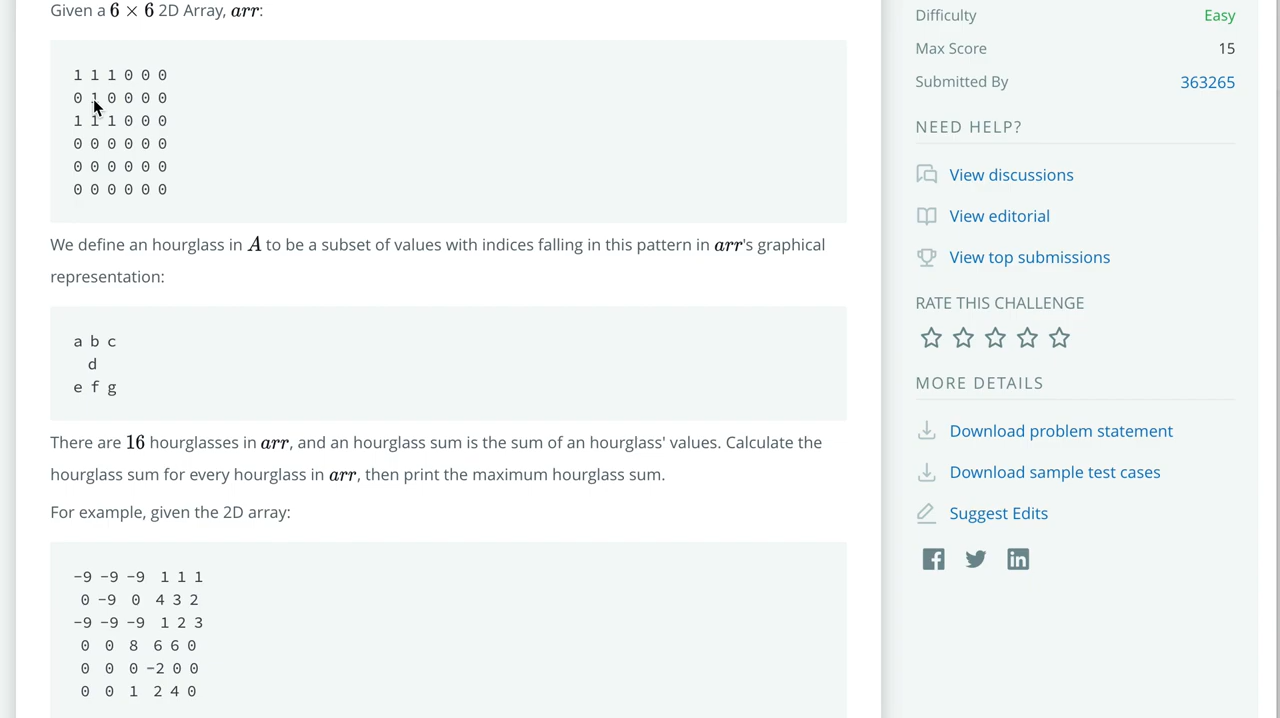 Given a 6 × 6 2D Array, arr:
1 1 1 0 0 0
0 1 0 0 0 0
1 1 1 0 0 0
0 0 0 0 0 0
0 0 0 0 0 0
0 0 0 0 0 0
We define an hourglass in A to be a subset of values with indices falling in this pattern in arr's graphical
representation:
a b c
d
e f g
There are 16 hourglasses in arr, and an hourglass sum is the sum of an hourglass' values. Calculate the
hourglass sum for every hourglass in arr, then print the maximum hourglass sum.
For example, given the 2D array:
-9 -9 -9 1 1 1
0 -9 0 4 3 2
-9 -9 -9 1 2 3
0 0 8 6 6 0
0 0 0 -2 0 0
0 0 1 2 4 0
Difficulty Easy
Max Score 15
Submitted By 363265
NEED HELP?
View discussions
View editorial
View top submissions
RATE THIS CHALLENGE
MORE DETAILS
Download problem statement
Download sample test cases
Suggest Edits